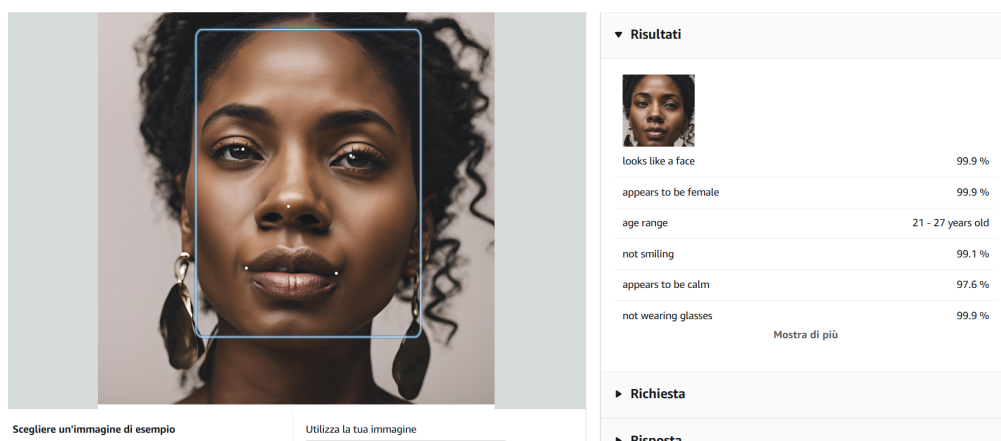 Risultati
looks like a face 99.9 %
appears to be female 99.9 %
age range 21 - 27 years old
not smiling 99.1 %
appears to be calm 97.6 %
not wearing glasses 99.9 %
Mostra di più
Richiesta
Risposta
Scegliere un'immagine di esempio
Utilizza la tua immagine